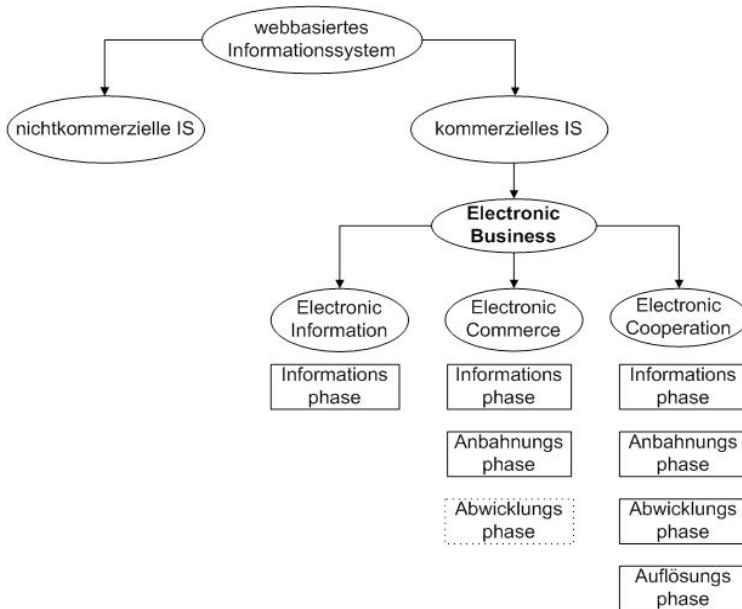 webbasiertes
Informationssystem
nichtkommerzielle IS
kommerzielles IS
Electronic
Business
Electronic
Information
Electronic
Commerce
Electronic
Cooperation
Informations
phase
Informations
phase
Informations
phase
Anbahnungs
phase
Anbahnungs
phase
Abwicklungs
phase
Abwicklungs
phase
Auflösungs
phase